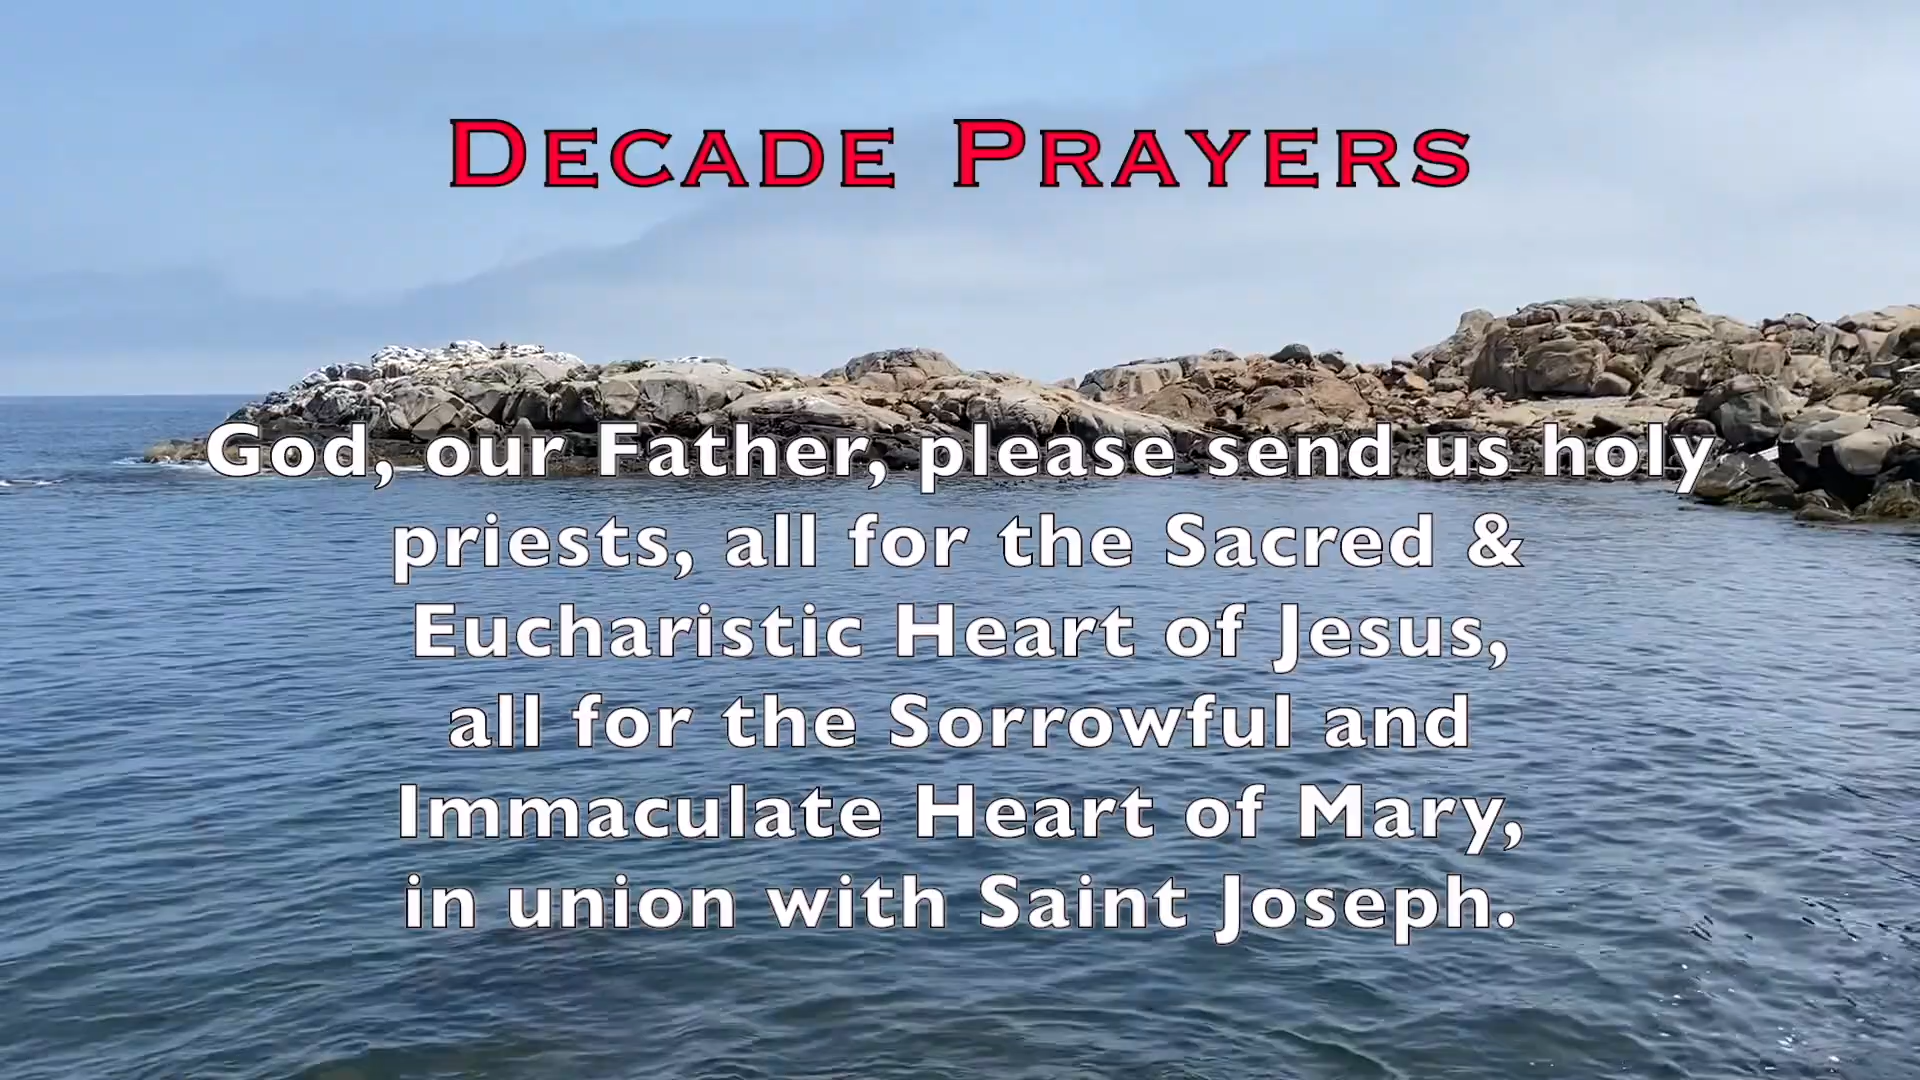 DECADE PRAYERS
God, our Father, please send us holy
priests, all for the Sacred &
Eucharistic Heart of Jesus,
all for the Sorrowful and
Immaculate Heart of Mary,
in union with Saint Joseph.